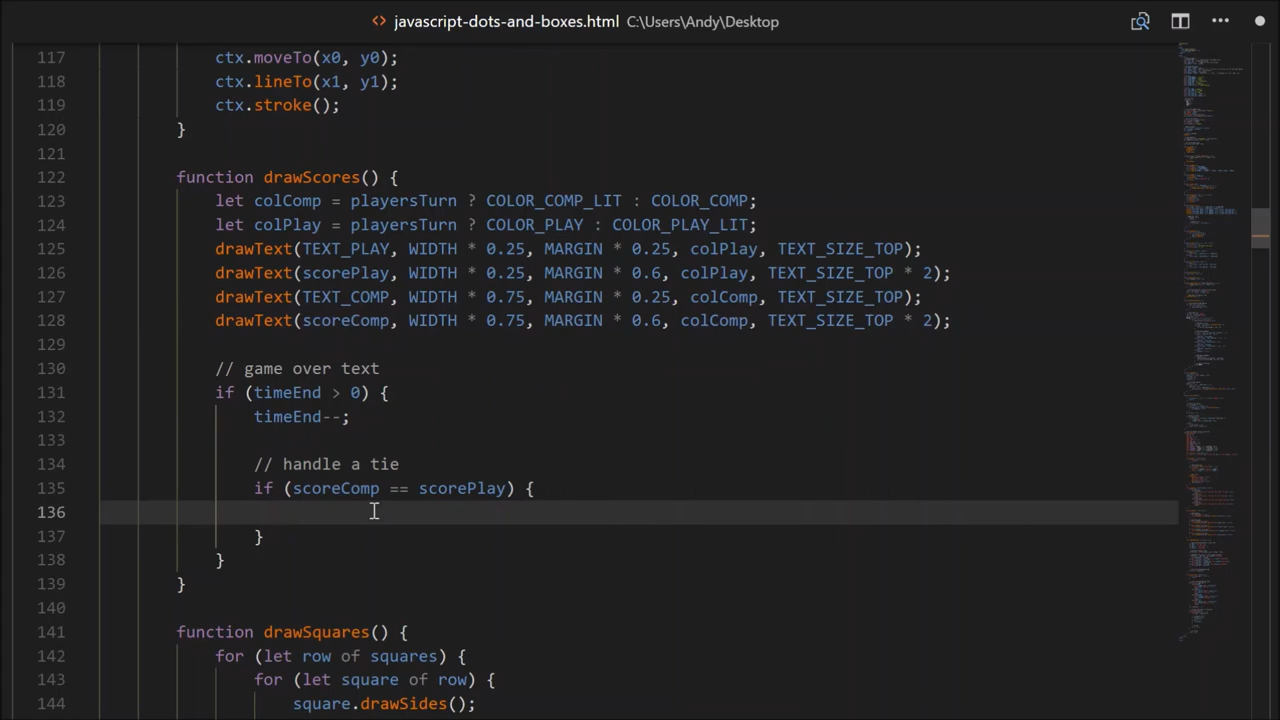 javascript-dots-and-boxes.html C:\Users\Andy\Desktop
117 ctx.moveTo(x0, y0);
118 ctx.lineTo(x1, y1);
119 ctx.stroke();
120 }
121
122 function drawScores() {
123 let colComp = playersTurn ? COLOR_COMP_LIT : COLOR_COMP;
124 let colPlay = playersTurn ? COLOR_PLAY : COLOR_PLAY_LIT;
125 drawText(TEXT_PLAY, WIDTH * 0.25, MARGIN * 0.25, colPlay, TEXT_SIZE_TOP);
126 drawText(scorePlay, WIDTH * 0.25, MARGIN * 0.6, colPlay, TEXT_SIZE_TOP * 2);
127 drawText(TEXT_COMP, WIDTH * 0.75, MARGIN * 0.25, colComp, TEXT_SIZE_TOP);
128 drawText(scoreComp, WIDTH * 0.75, MARGIN * 0.6, colComp, TEXT_SIZE_TOP * 2);
129
130 // game over text
131 if (timeEnd > 0) {
132 timeEnd--;
133
134 // handle a tie
135 if (scoreComp == scorePlay) {
136
137 }
138 }
139 }
140
141 function drawSquares() {
142 for (let row of squares) {
143 for (let square of row) {
144 square.drawSides();